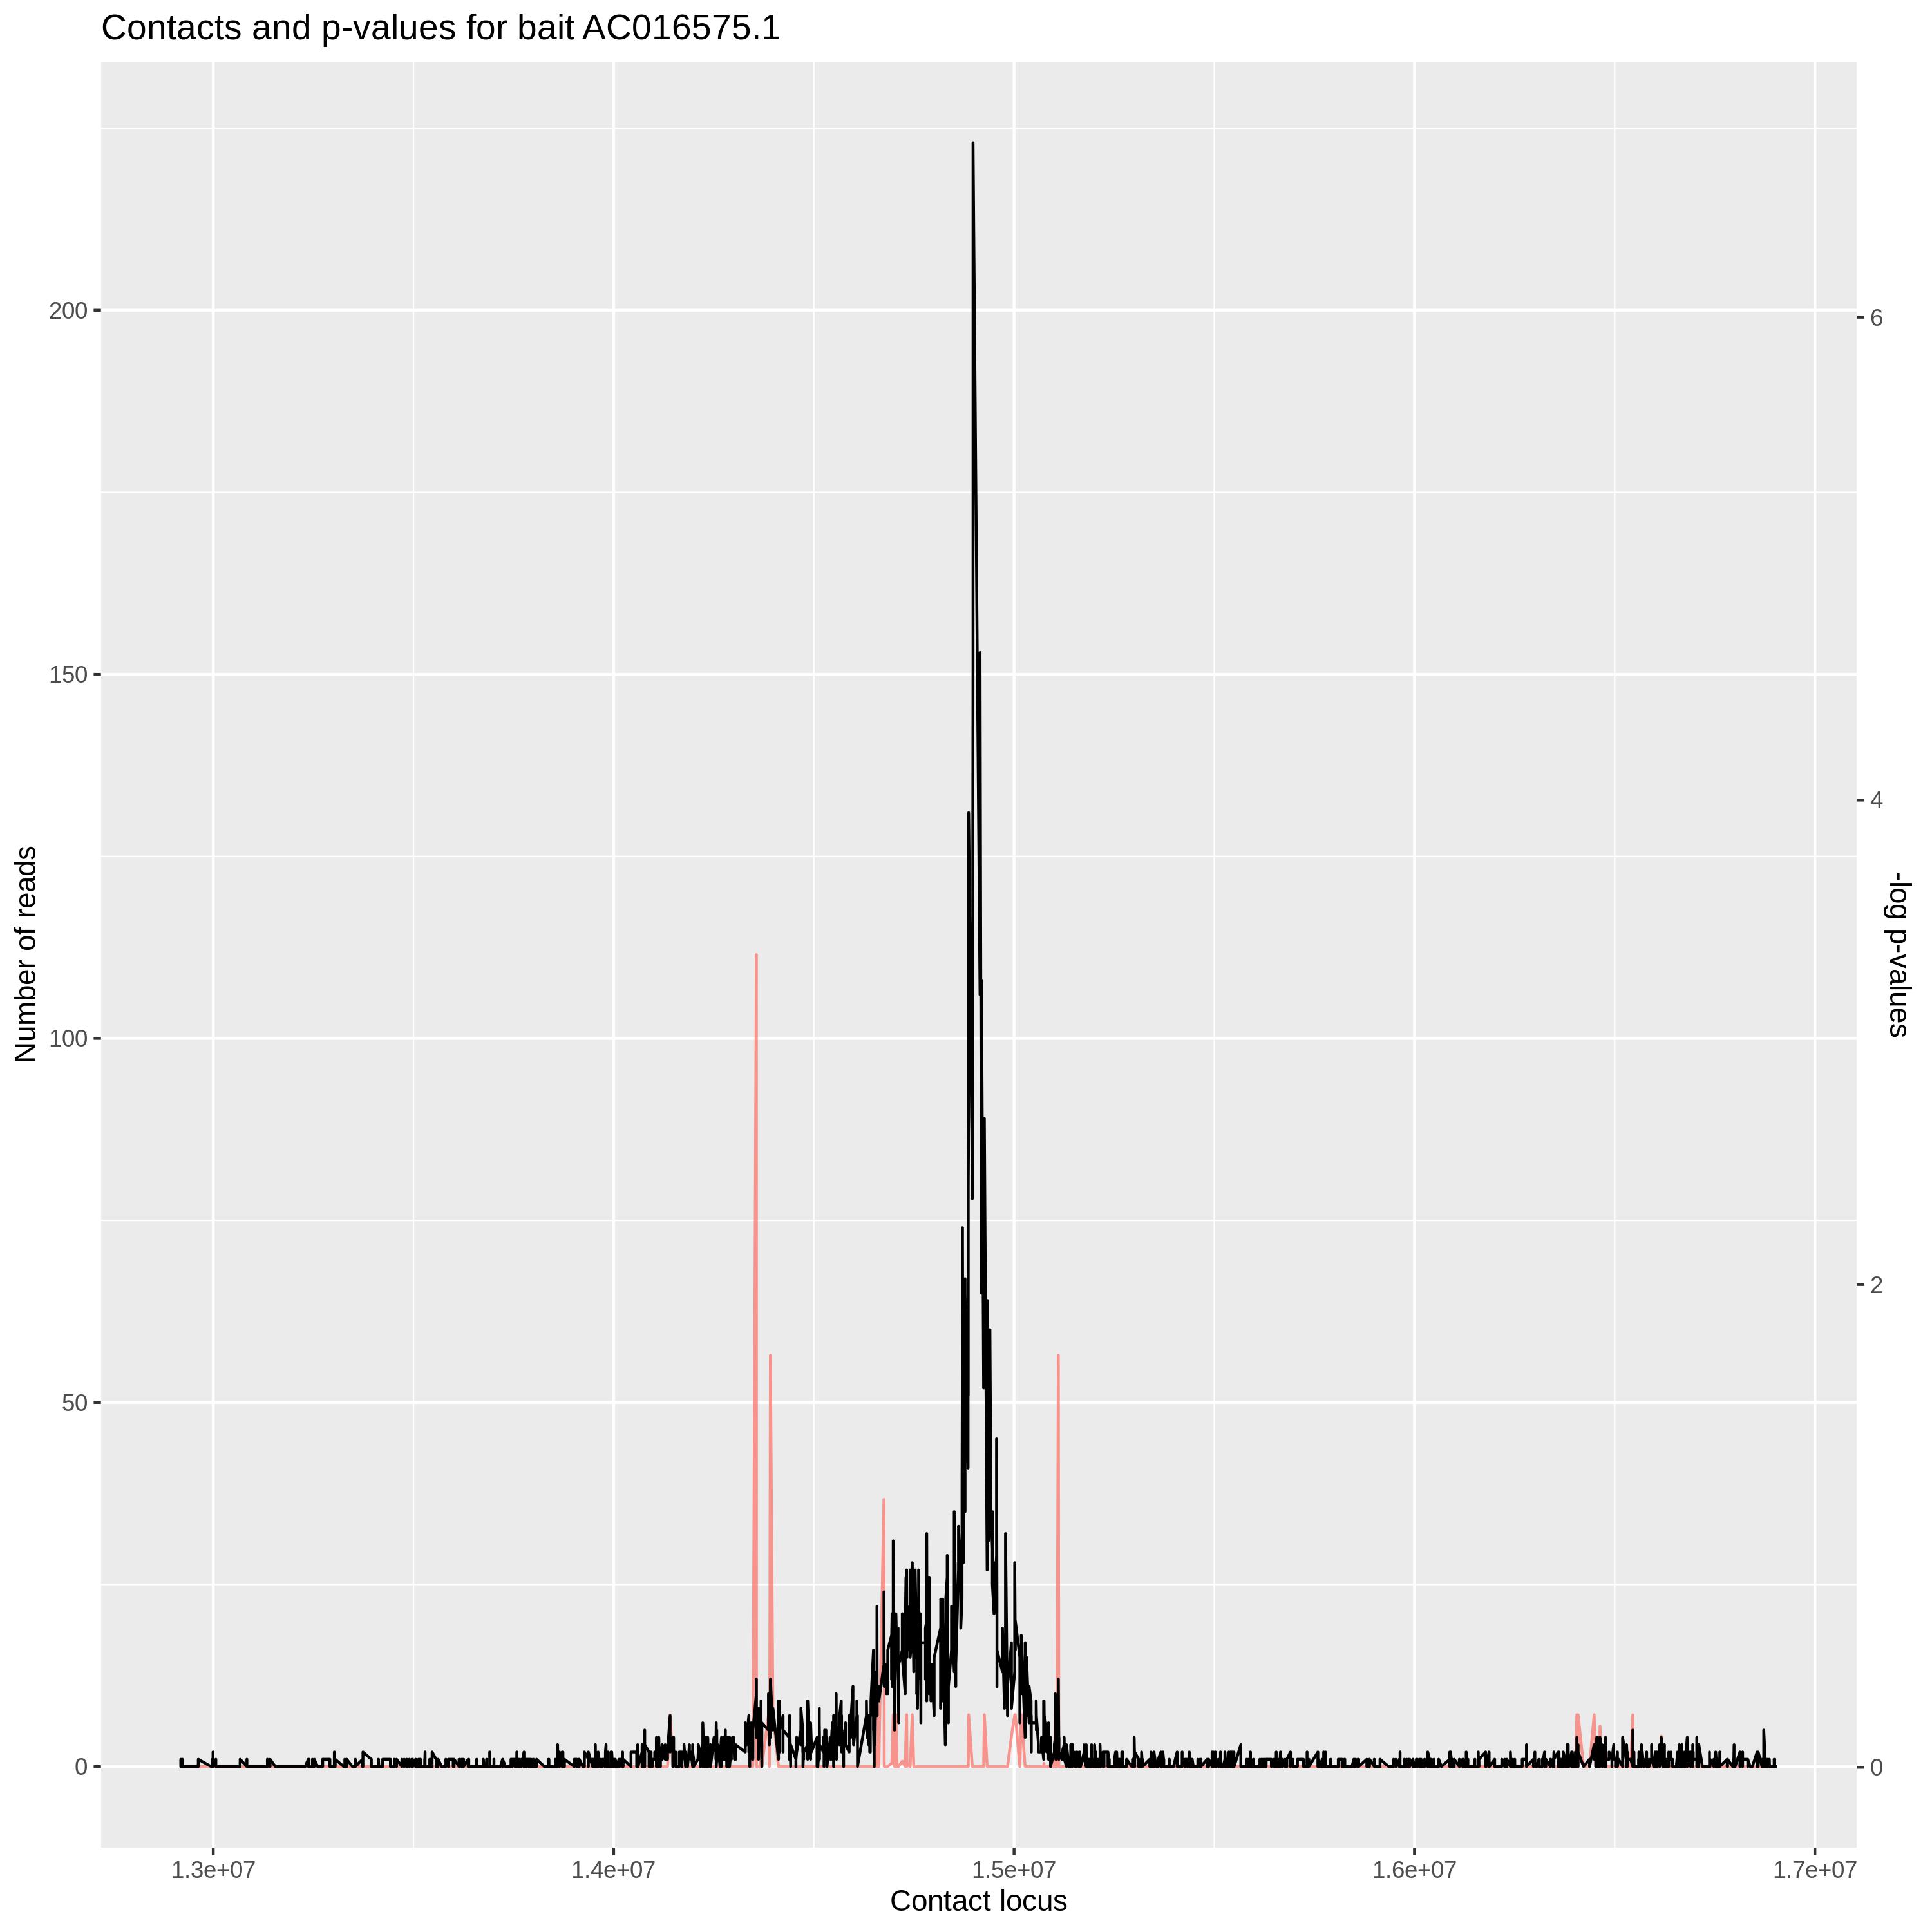 Contacts and p-values for bait AC016575.1
200
150
100
50
0
Number of reads
6
4
2
0
-log p-values
1.3e+07
1.4e+07
1.5e+07
1.6e+07
1.7e+07
Contact locus